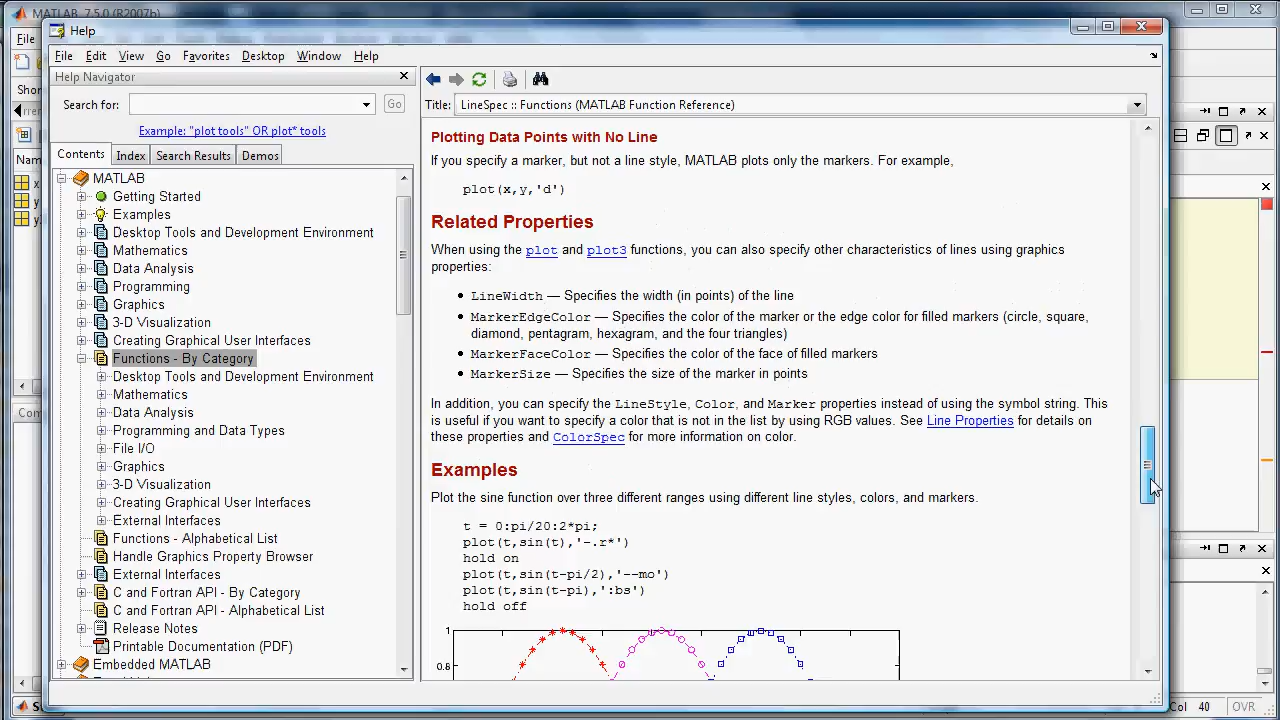 MATLAB 7.5.0 (R2007b)
Help
File Edit View Go Favorites Desktop Window Help
Help Navigator
Search for:
Go
Example: "plot tools" OR plot* tools
Contents Index Search Results Demos
MATLAB
Getting Started
Examples
Desktop Tools and Development Environment
Mathematics
Data Analysis
Programming
Graphics
3-D Visualization
Creating Graphical User Interfaces
Functions - By Category
Desktop Tools and Development Environment
Mathematics
Data Analysis
Programming and Data Types
File I/O
Graphics
3-D Visualization
Creating Graphical User Interfaces
External Interfaces
Functions - Alphabetical List
Handle Graphics Property Browser
External Interfaces
C and Fortran API - By Category
C and Fortran API - Alphabetical List
Release Notes
Printable Documentation (PDF)
Embedded MATLAB
Title: LineSpec :: Functions (MATLAB Function Reference)
Plotting Data Points with No Line
If you specify a marker, but not a line style, MATLAB plots only the markers. For example,
plot(x,y,'d')
Related Properties
When using the plot and plot3 functions, you can also specify other characteristics of lines using graphics
properties:
• LineWidth — Specifies the width (in points) of the line
• MarkerEdgeColor — Specifies the color of the marker or the edge color for filled markers (circle, square,
diamond, pentagram, hexagram, and the four triangles)
• MarkerFaceColor — Specifies the color of the face of filled markers
• MarkerSize — Specifies the size of the marker in points
In addition, you can specify the LineStyle, Color, and Marker properties instead of using the symbol string. This
is useful if you want to specify a color that is not in the list by using RGB values. See Line Properties for details on
these properties and ColorSpec for more information on color.
Examples
Plot the sine function over three different ranges using different line styles, colors, and markers.
t = 0:pi/20:2*pi;
plot(t,sin(t),'-.r*')
hold on
plot(t,sin(t-pi/2),'--mo')
plot(t,sin(t-pi),':bs')
hold off
1
0.8
Col 40 OVR